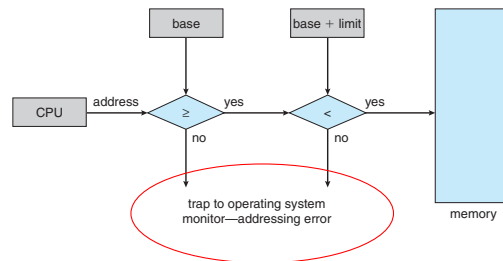 base
base + limit
CPU
address
≥
yes
<
yes
no
no
trap to operating system
monitor—addressing error
memory